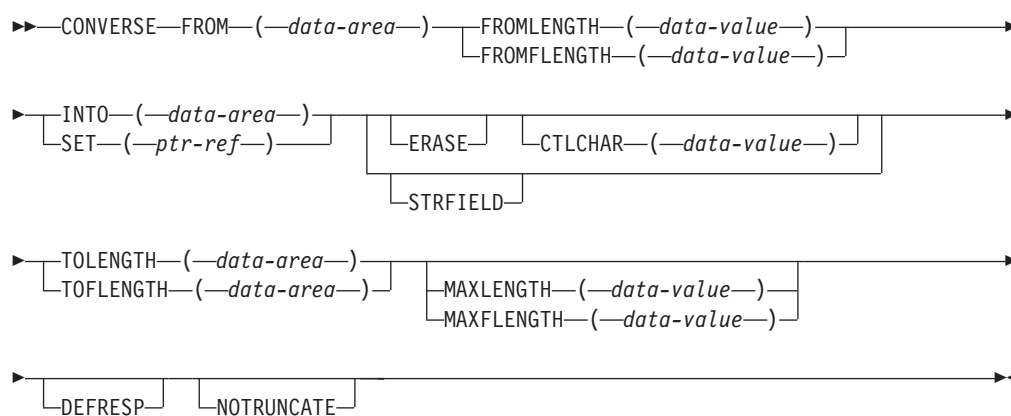 CONVERSE FROM ( data-area ) FROMLENGTH ( data-value )
FROMFLENGTH ( data-value )
INTO ( data-area )
SET ( ptr-ref )
ERASE CTLCHAR ( data-value )
STRFIELD
TOLENGTH ( data-area )
TOFLENGTH ( data-area )
MAXLENGTH ( data-value )
MAXFLENGTH ( data-value )
DEFRESP NOTRUNCATE